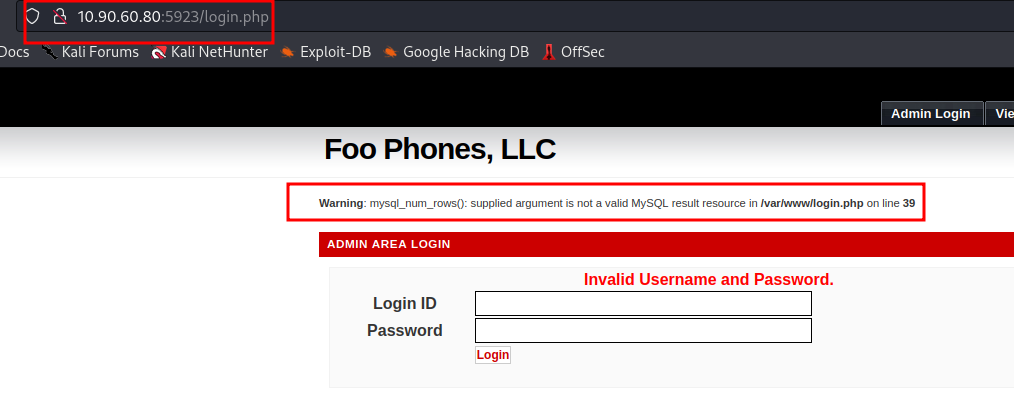 10.90.60.80:5923/login.php
Docs Kali Forums Kali NetHunter Exploit-DB Google Hacking DB OffSec
Admin Login Vie
Foo Phones, LLC
Warning: mysql_num_rows(): supplied argument is not a valid MySQL result resource in /var/www/login.php on line 39
ADMIN AREA LOGIN
Invalid Username and Password.
Login ID
Password
Login